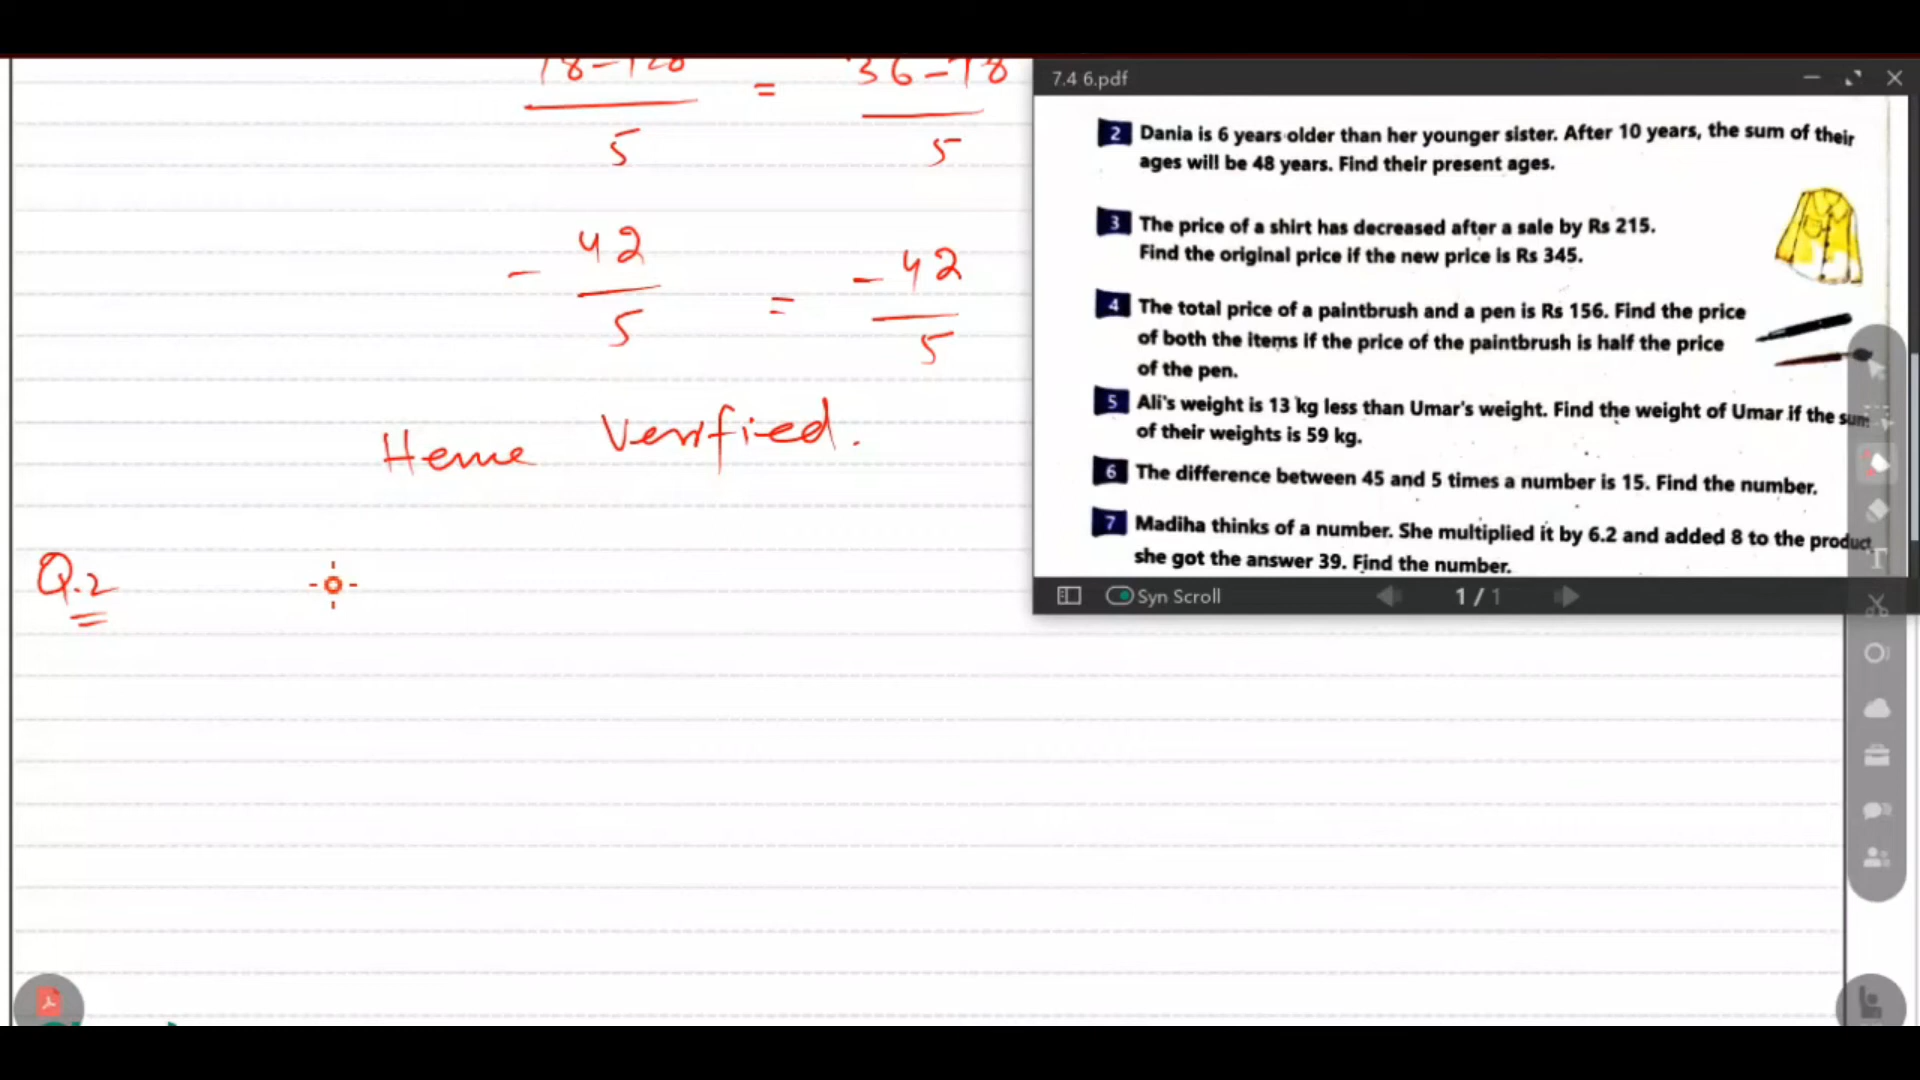 18-120 = 36-78
5 5
- 42 = - 42
5 5
Hence Verified.
Q.2
7.4 6.pdf
2 Dania is 6 years older than her younger sister. After 10 years, the sum of their
ages will be 48 years. Find their present ages.
3 The price of a shirt has decreased after a sale by Rs 215.
Find the original price if the new price is Rs 345.
4 The total price of a paintbrush and a pen is Rs 156. Find the price
of both the items if the price of the paintbrush is half the price
of the pen.
5 Ali's weight is 13 kg less than Umar's weight. Find the weight of Umar if the sum
of their weights is 59 kg.
6 The difference between 45 and 5 times a number is 15. Find the number.
7 Madiha thinks of a number. She multiplied it by 6.2 and added 8 to the product
she got the answer 39. Find the number.
Syn Scroll 1 / 1
T